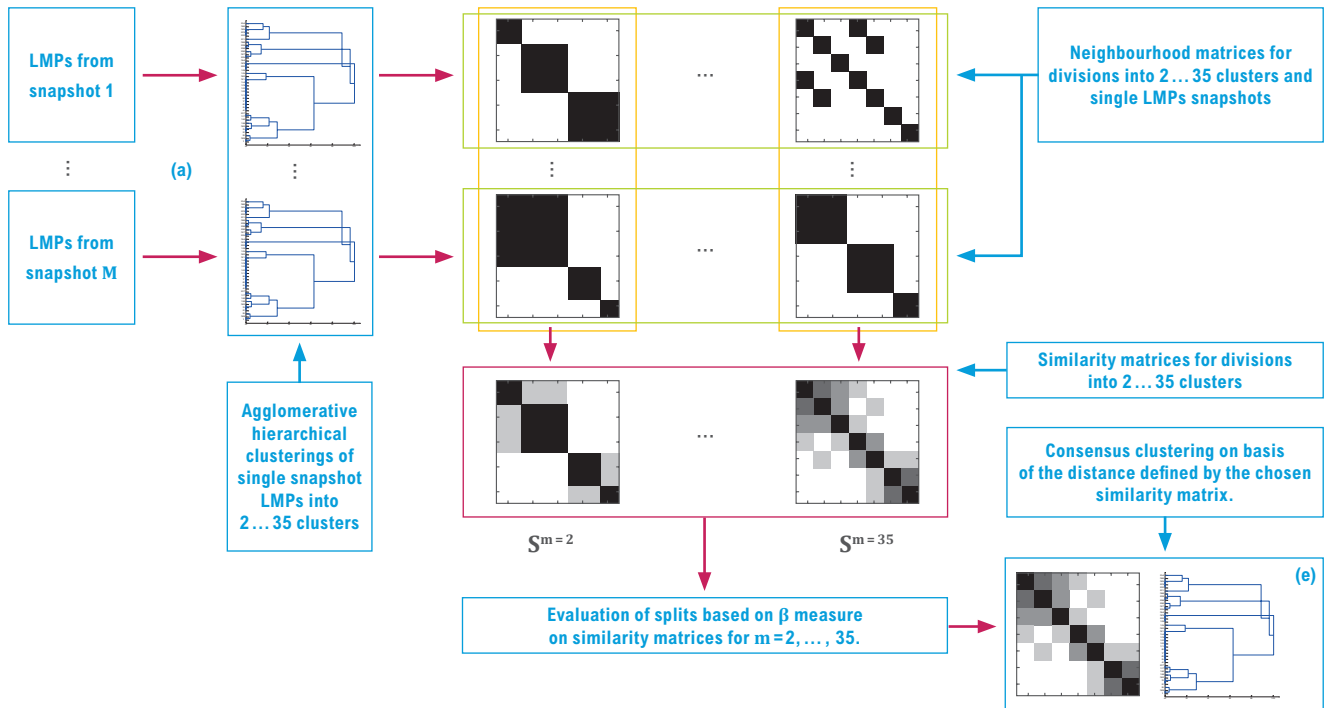 LMPs from
snapshot 1
⋮
(a)
LMPs from
snapshot M
⋮
...
⋮
⋮
...
Neighbourhood matrices for
divisions into 2 ... 35 clusters and
single LMPs snapshots
Agglomerative
hierarchical
clusterings of
single snapshot
LMPs into
2 ... 35 clusters
...
Similarity matrices for divisions
into 2 ... 35 clusters
S^m=2
S^m=35
Consensus clustering on basis
of the distance defined by the chosen
similarity matrix.
Evaluation of splits based on β measure
on similarity matrices for m=2, ... , 35.
(e)